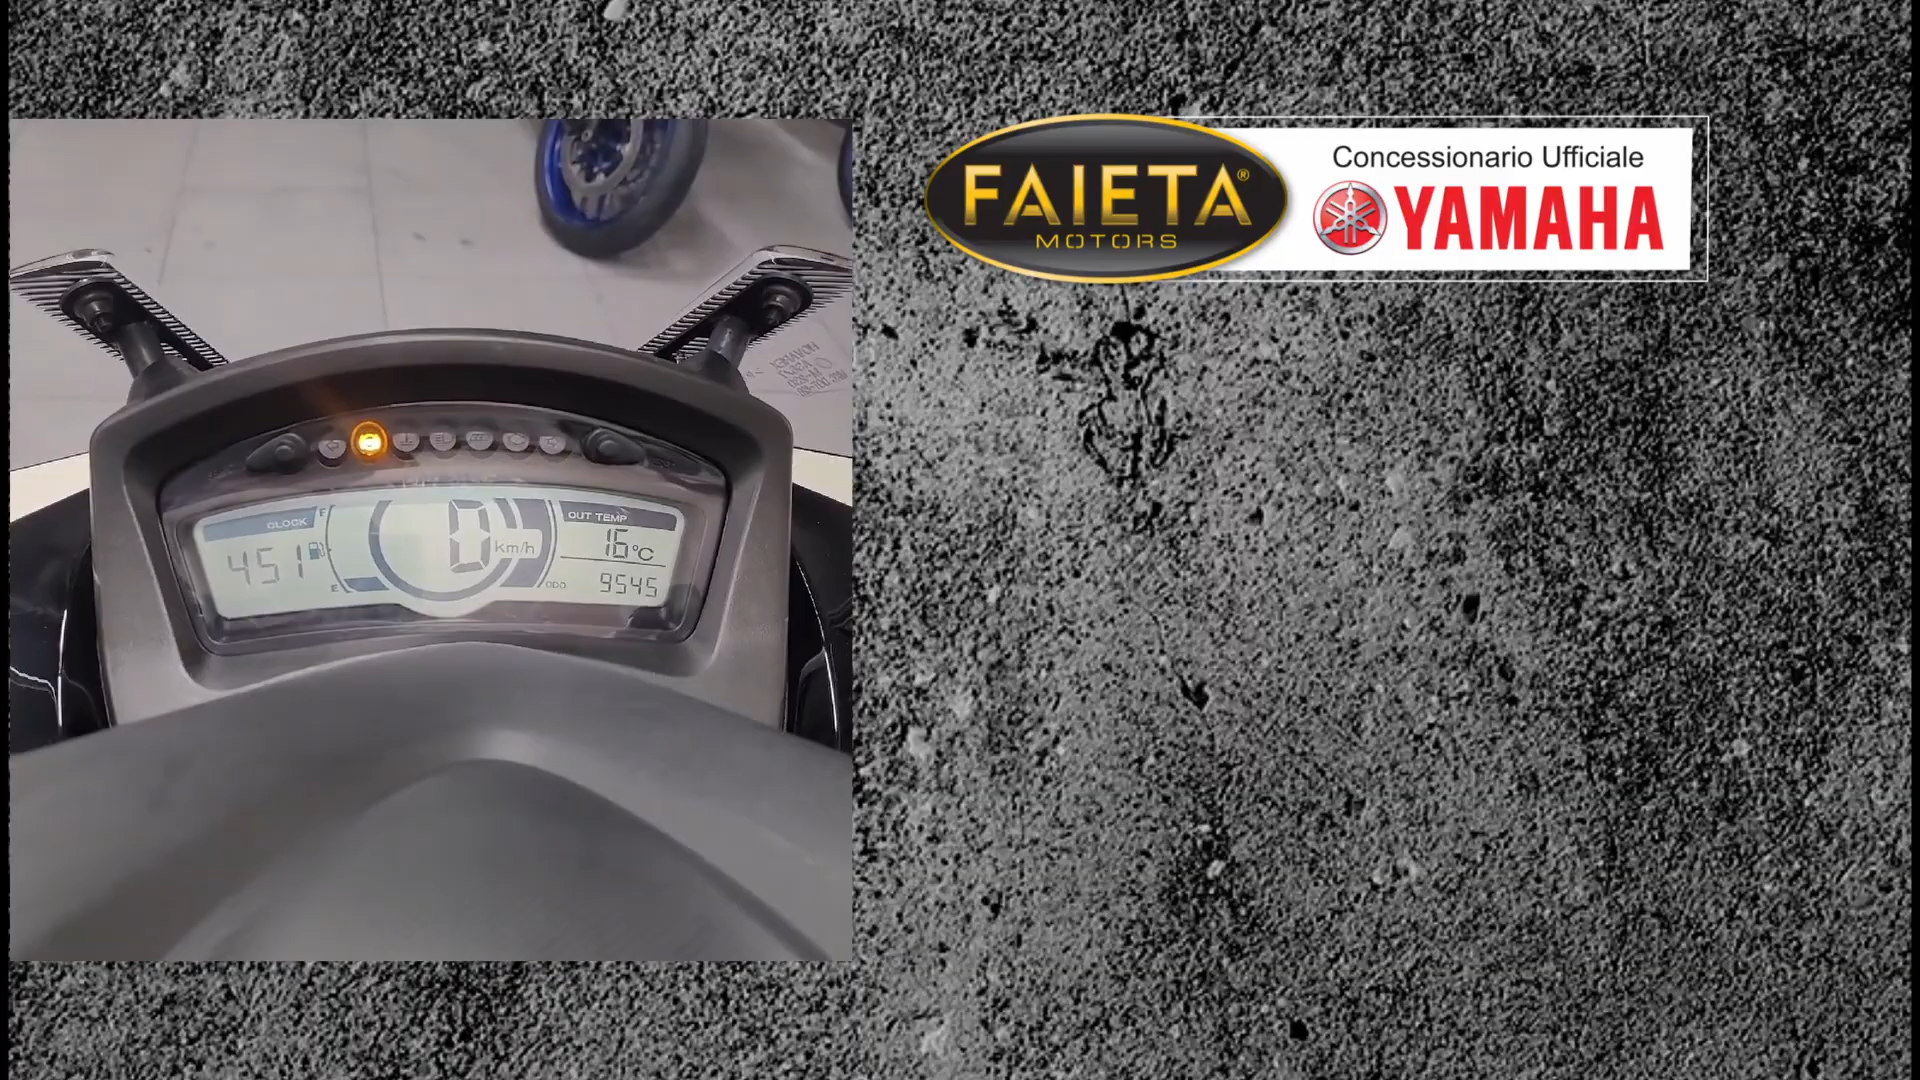 FAIETA®
MOTORS
Concessionario Ufficiale
YAMAHA
CLOCK
F
OUT TEMP
451
0
km/h
16°C
E
ODO
9545